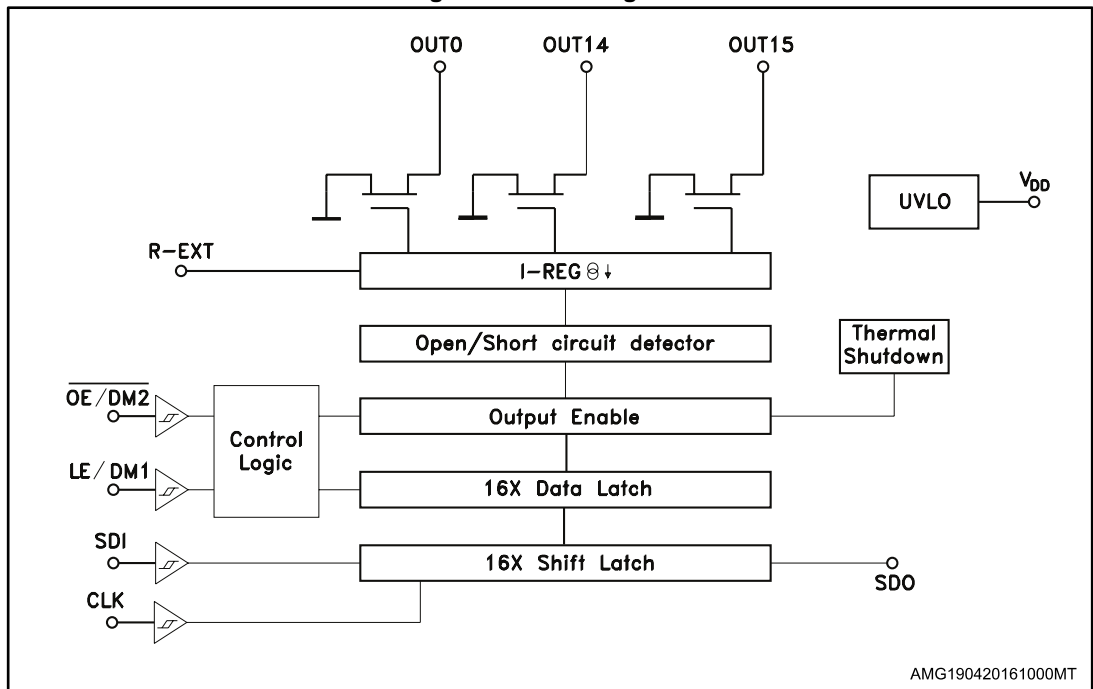 OUT0 OUT14 OUT15
UVLO
VDD
R-EXT
I-REG
Open/Short circuit detector
Thermal
Shutdown
OE/DM2
Control
Logic
Output Enable
LE/DM1
16X Data Latch
SDI
16X Shift Latch
SDO
CLK
AMG190420161000MT